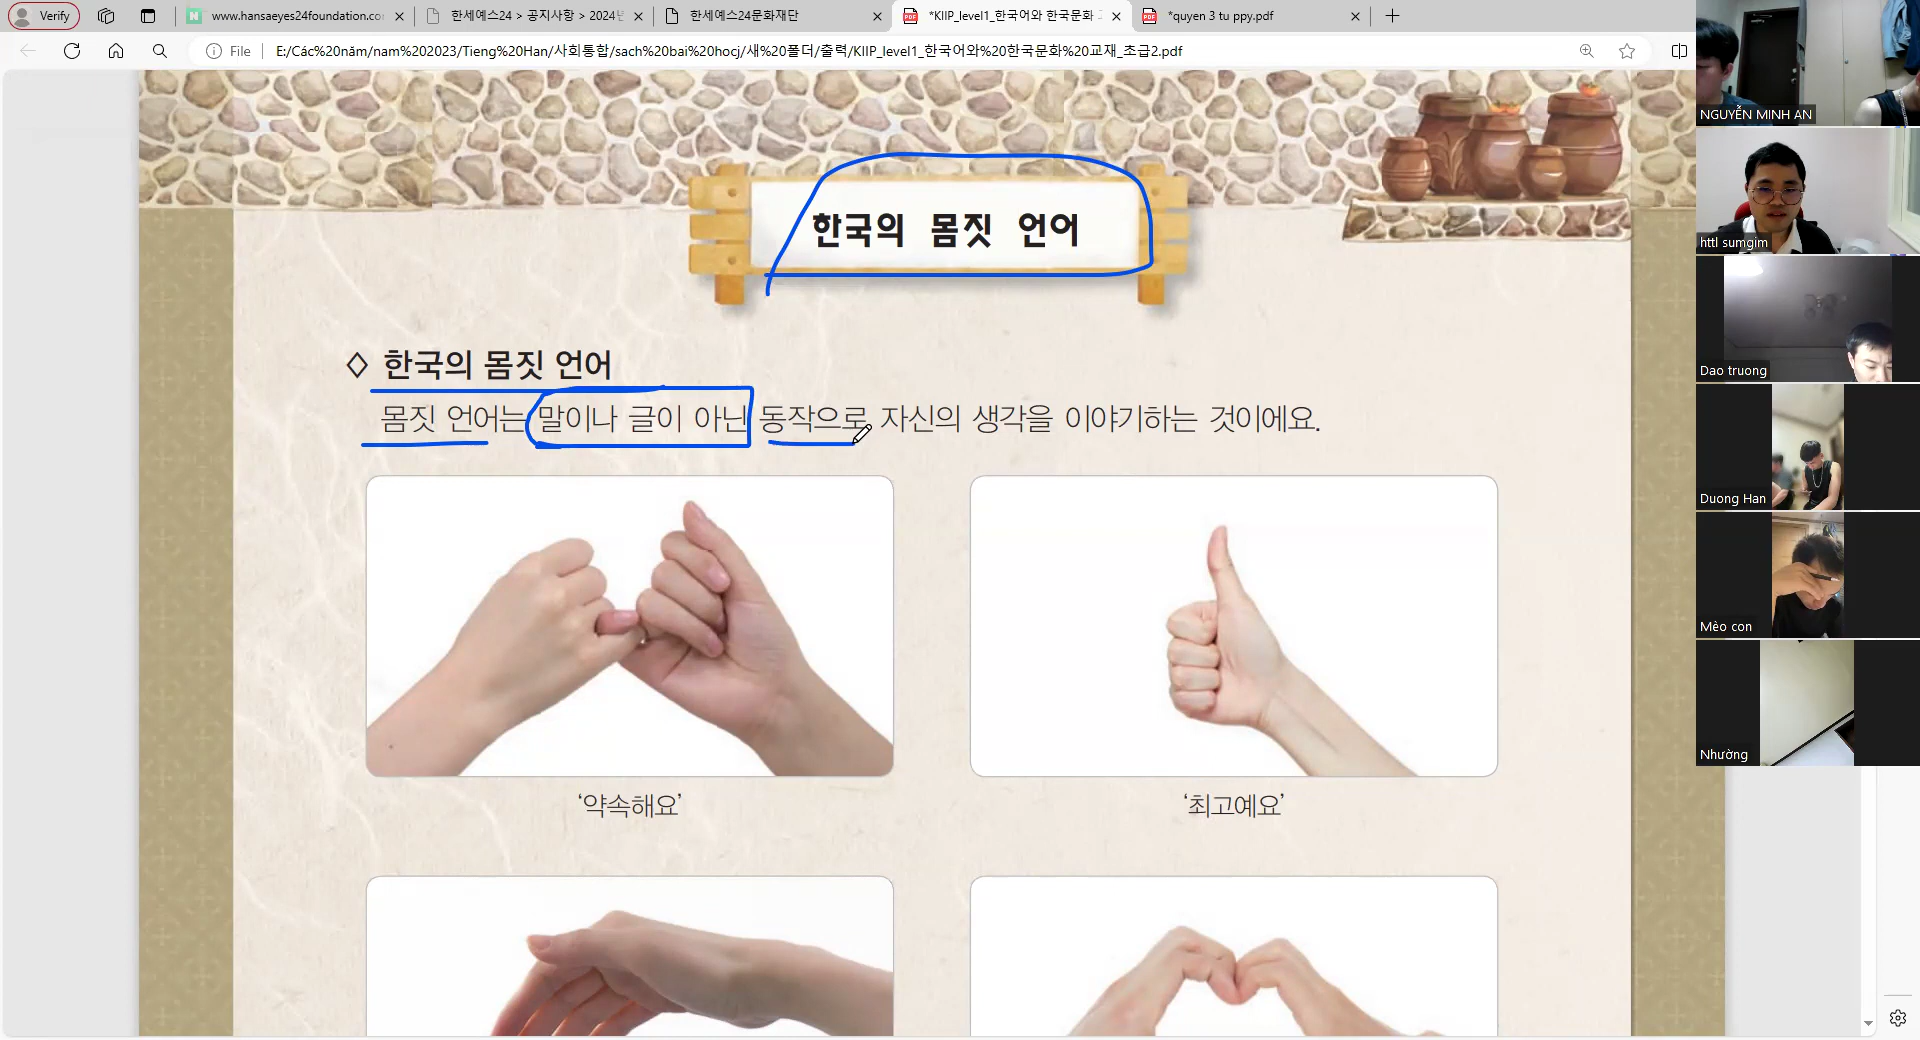 Verify
www.hansaeyes24foundation.co
한세예스24 > 공지사항 > 2024년
한세예스24문화재단
*KIIP_level1_한국어와 한국문화
*quyen 3 tu ppy.pdf
File
E:/Các%20năm/nam%202023/Tieng%20Han/사회통합/sach%20bai%20hocj/새%20폴더/출력/KIIP_level1_한국어와%20한국문화%20교재_초급2.pdf
NGUYỄN MINH AN
httl sumgim
Dao truong
Duong Han
Mèo con
Nhường
한국의 몸짓 언어
◇ 한국의 몸짓 언어
몸짓 언어는 말이나 글이 아닌 동작으로 자신의 생각을 이야기하는 것이에요.
‘약속해요’
‘최고예요’